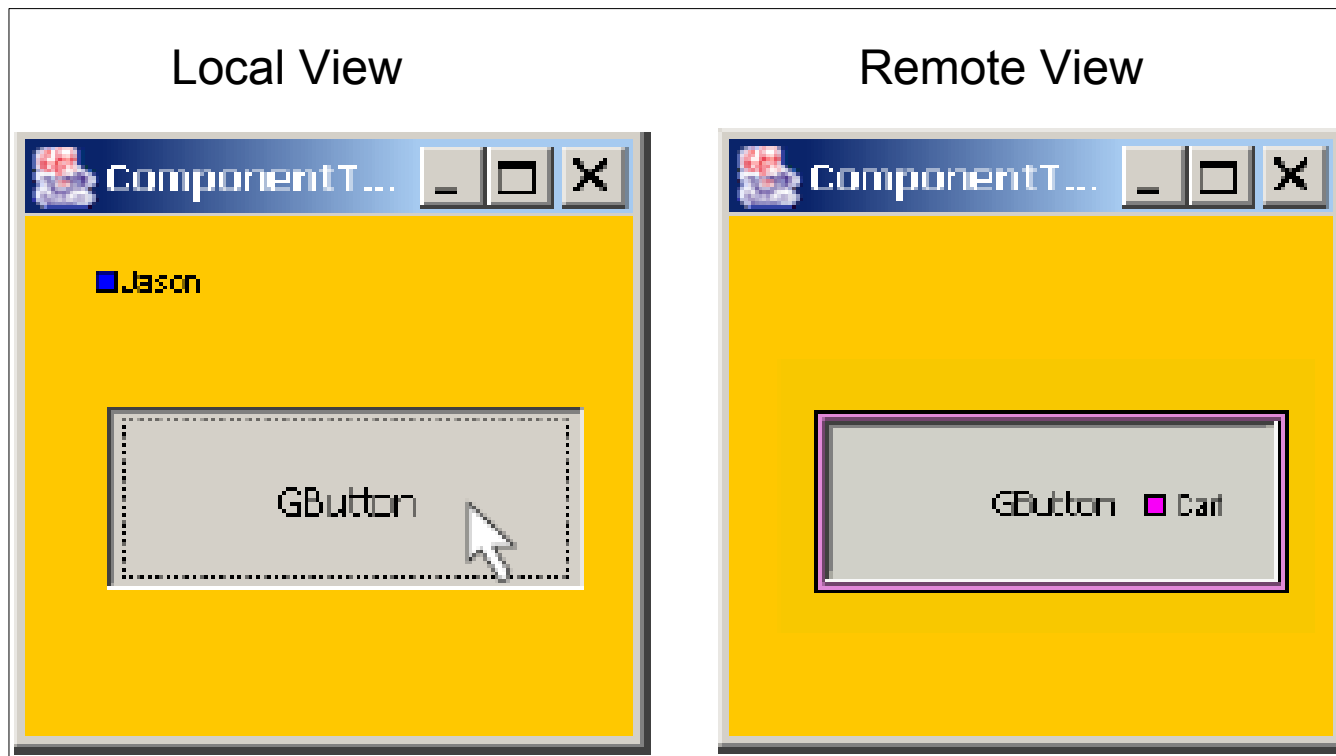 Local View
Remote View
ComponentT...
ComponentT...
Jason
GButton
GButton
Carl